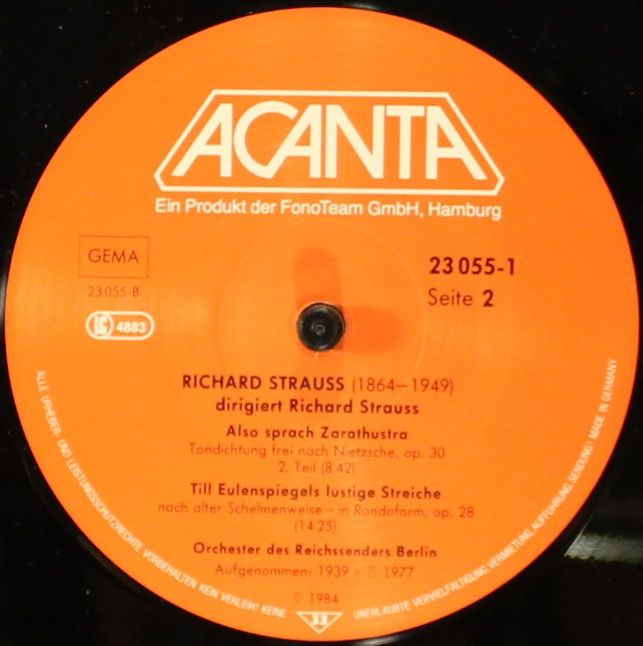 ACANTA
Ein Produkt der FonoTeam GmbH, Hamburg
GEMA
23055-B
LC 4883
23 055-1
Seite 2
RICHARD STRAUSS (1864–1949)
dirigiert Richard Strauss
Also sprach Zarathustra
Tondichtung frei nach Nietzsche, op. 30
2. Teil (8 42)
Till Eulenspiegels lustige Streiche
nach alter Schelmenweise - in Rondoform, op. 28
(14 25)
Orchester des Reichssenders Berlin
Aufgenommen: 1939 - ℗ 1977
℗ 1984
33
ALLE URHEBER- UND LEISTUNGSSCHUTZRECHTE VORBEHALTEN. KEIN VERLEIH! KEINE UNERLAUBTE VERVIELFÄLTIGUNG, VERMIETUNG, AUFFÜHRUNG, SENDUNG! MADE IN GERMANY